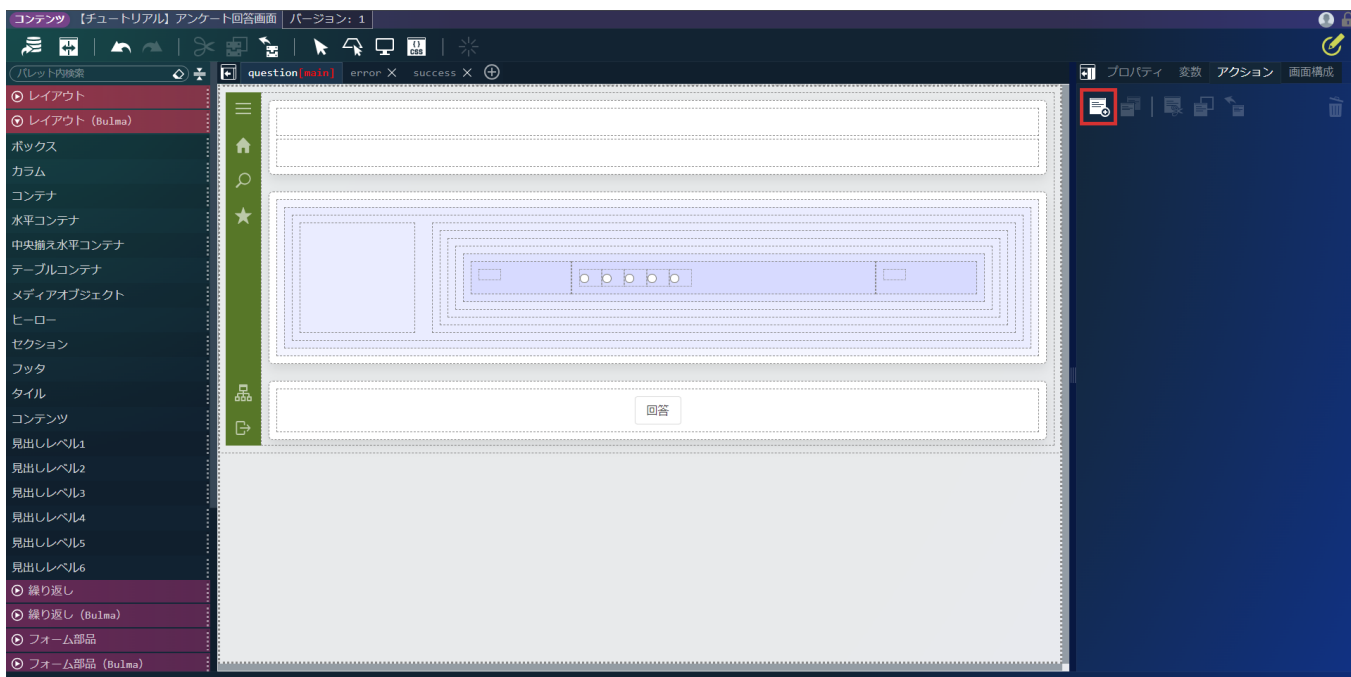 コンテンツ 【チュートリアル】アンケート回答画面 バージョン: 1
{} CSS
パレット内検索 question[main] error X success X プロパティ 変数 アクション 画面構成
レイアウト
レイアウト（Bulma）
ボックス
カラム
コンテナ
水平コンテナ
中央揃え水平コンテナ
テーブルコンテナ
メディアオブジェクト
ヒーロー
セクション
フッタ
タイル
コンテンツ
見出しレベル1
見出しレベル2
見出しレベル3
見出しレベル4
見出しレベル5
見出しレベル6
繰り返し
繰り返し（Bulma）
フォーム部品
フォーム部品（Bulma）
回答